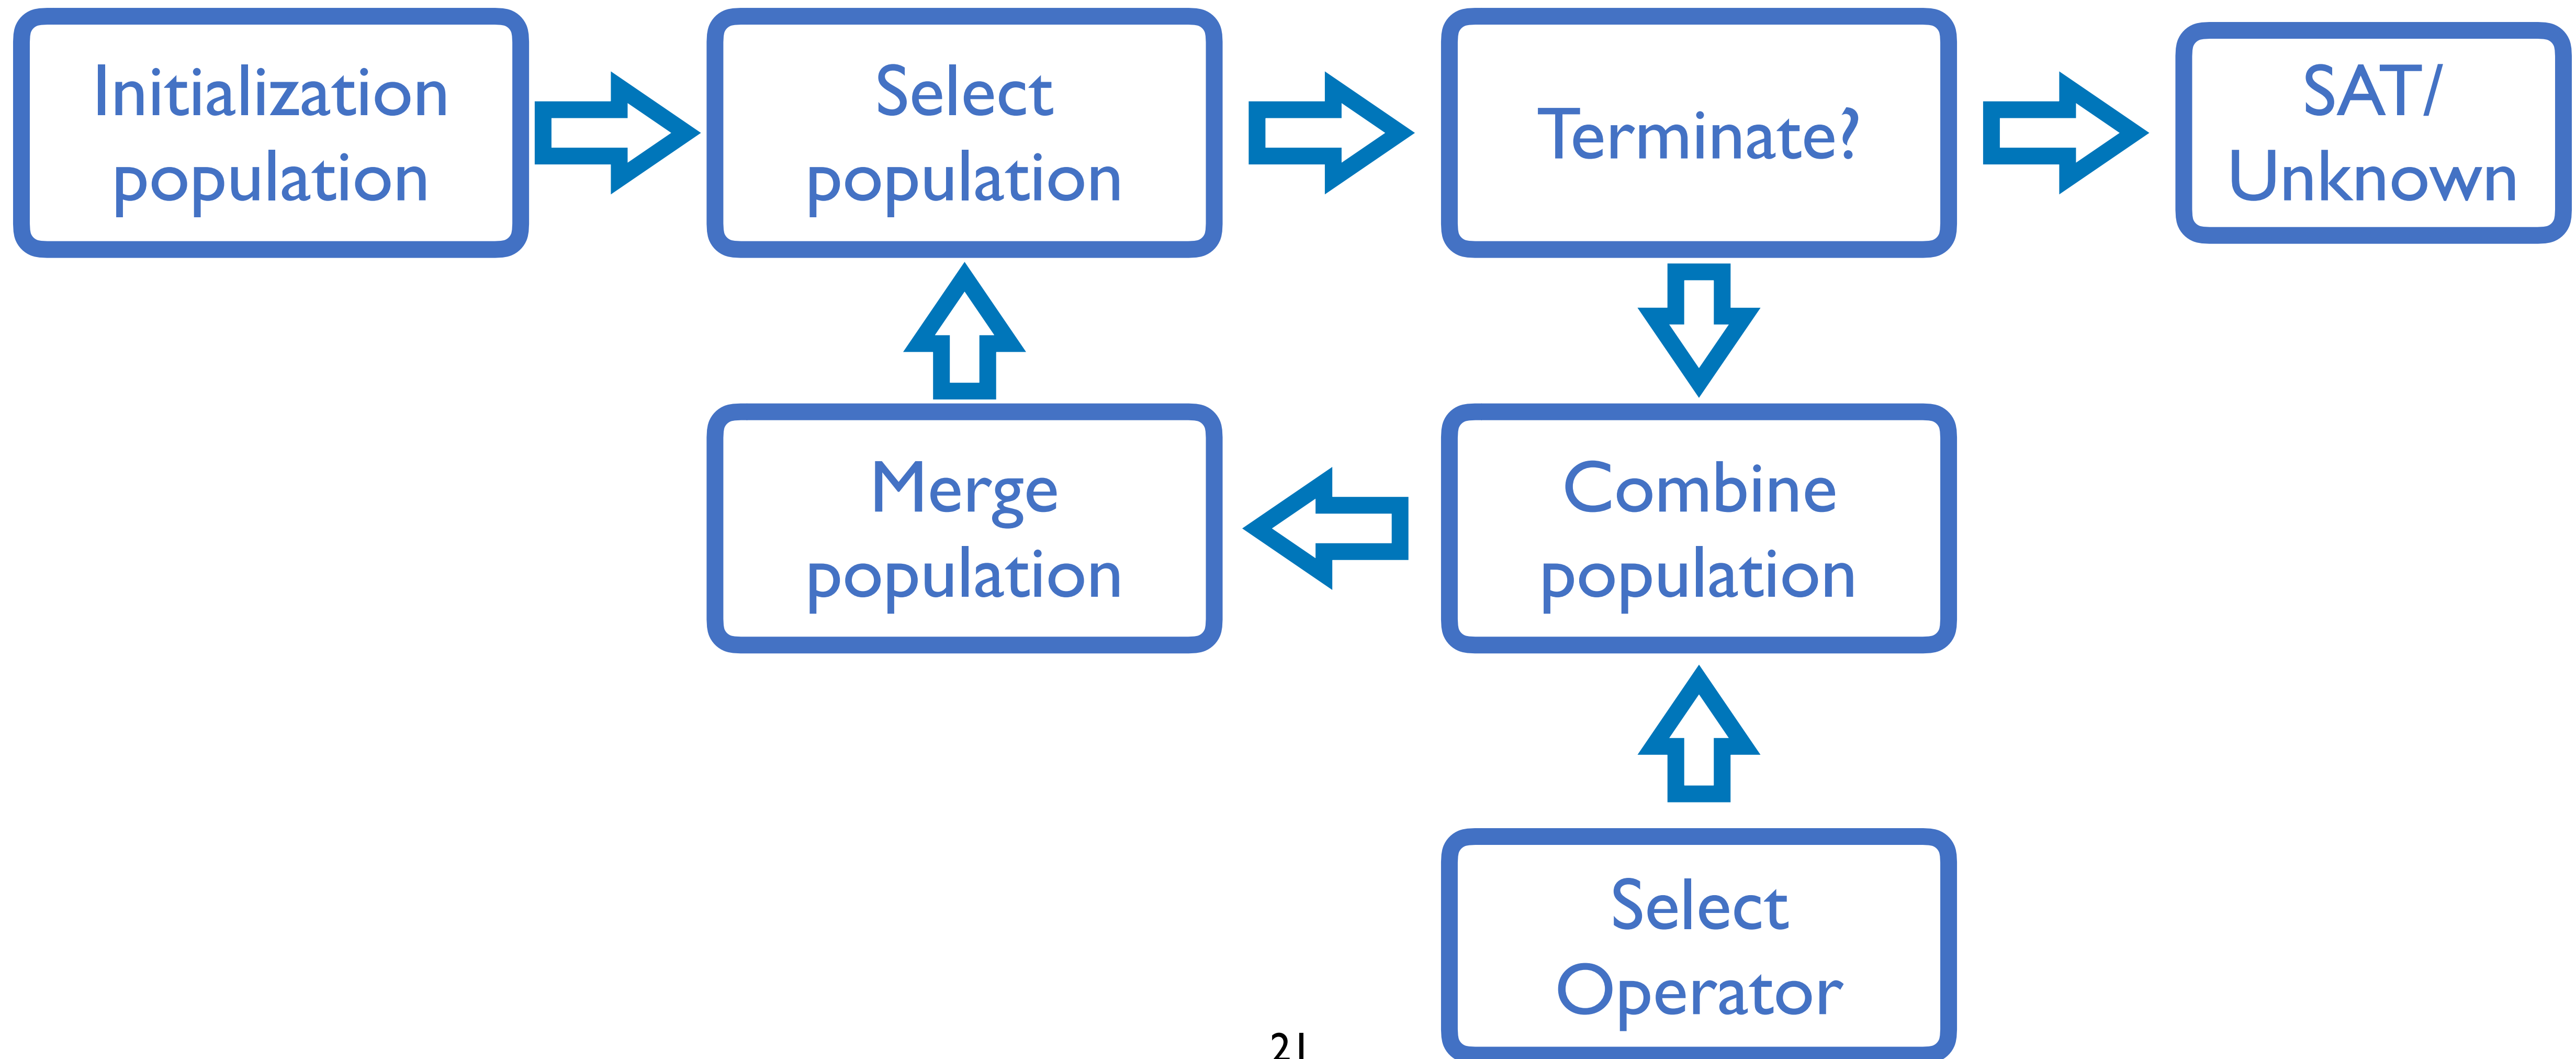 Initialization
population
Select
population
Terminate?
SAT/
Unknown
Merge
population
Combine
population
Select
Operator
21